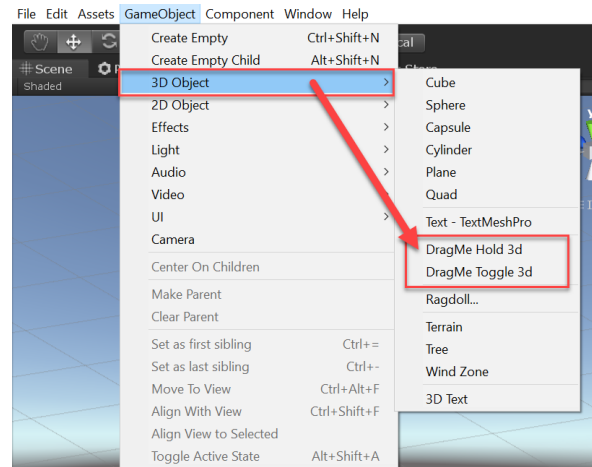 File Edit Assets GameObject Component Window Help
Create Empty Ctrl+Shift+N
Create Empty Child Alt+Shift+N
3D Object >
2D Object >
Effects >
Light >
Audio >
Video >
UI >
Camera
Center On Children
Make Parent
Clear Parent
Set as first sibling Ctrl+=
Set as last sibling Ctrl+-
Move To View Ctrl+Alt+F
Align With View Ctrl+Shift+F
Align View to Selected
Toggle Active State Alt+Shift+A
Scene
Shaded
Cube
Sphere
Capsule
Cylinder
Plane
Quad
Text - TextMeshPro
DragMe Hold 3d
DragMe Toggle 3d
Ragdoll...
Terrain
Tree
Wind Zone
3D Text